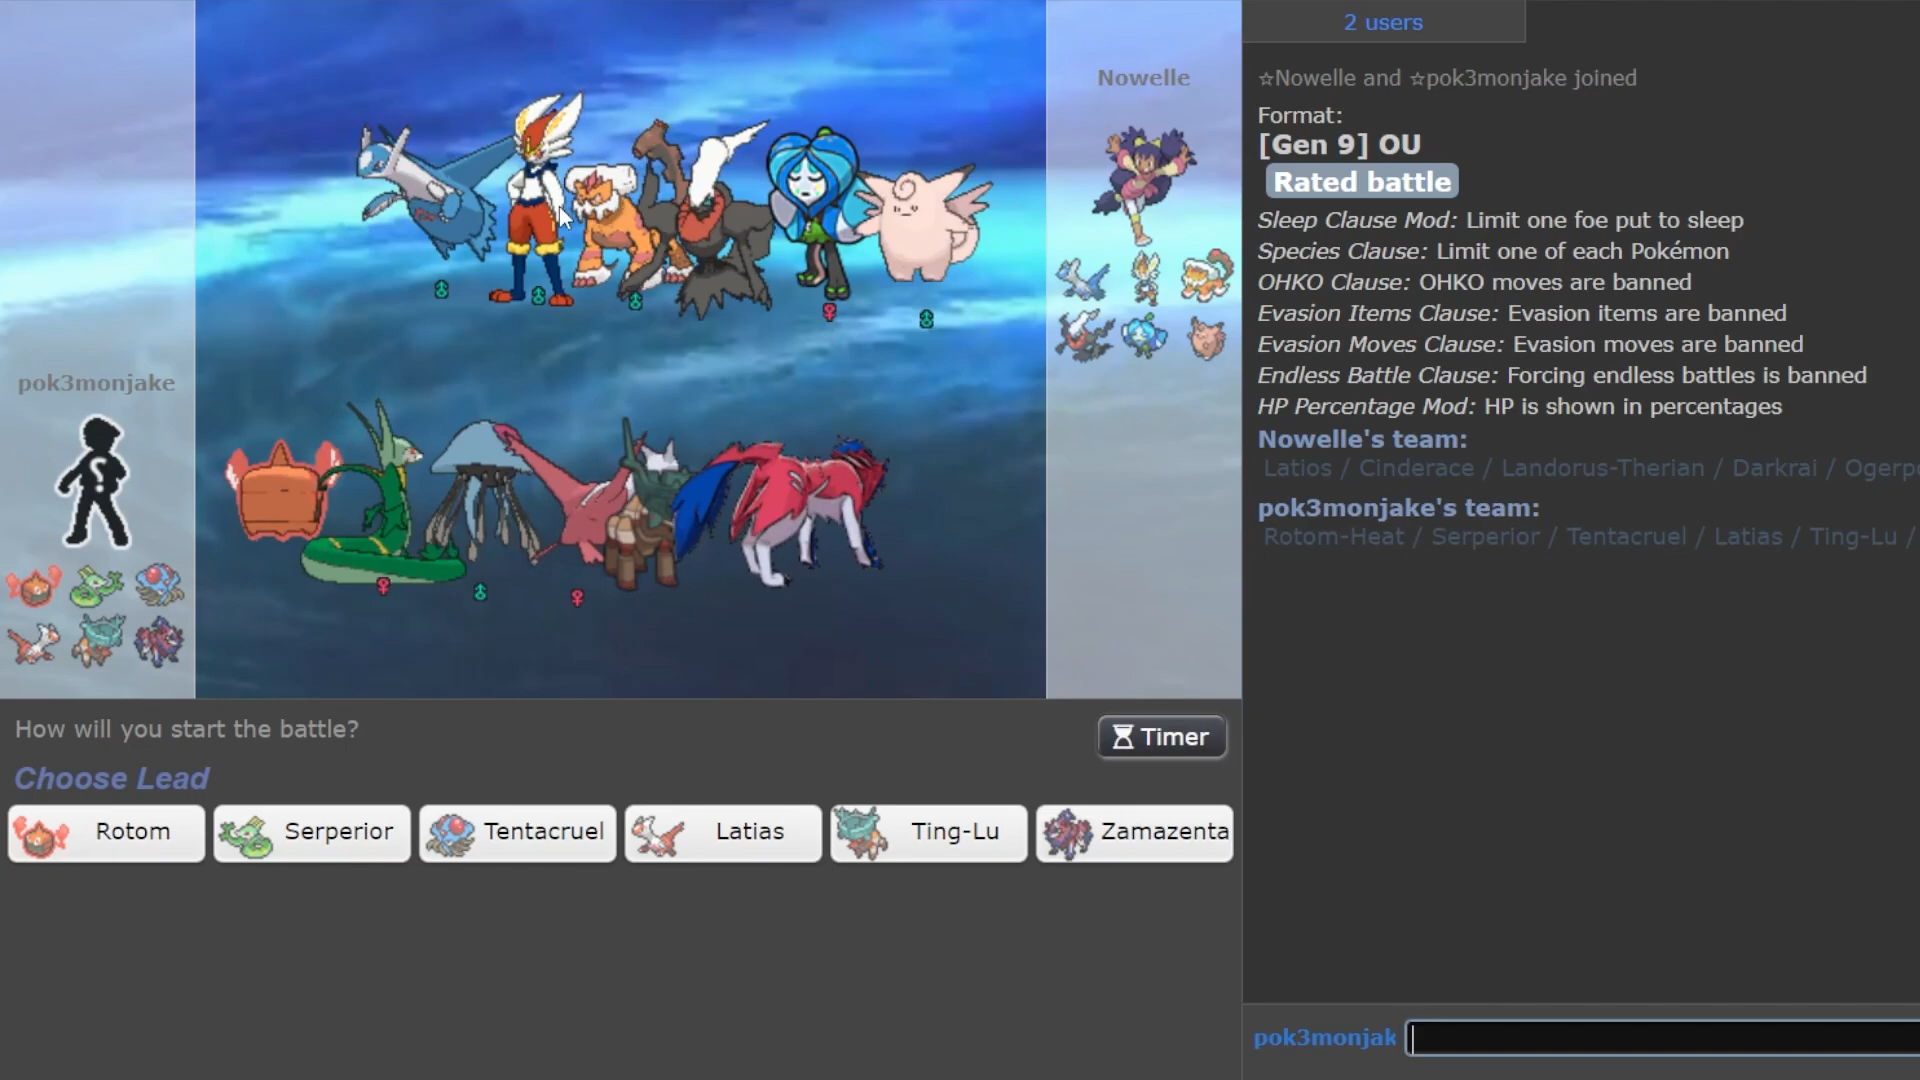 2 users
Nowelle
☆Nowelle and ☆pok3monjake joined
Format:
[Gen 9] OU
Rated battle
Sleep Clause Mod: Limit one foe put to sleep
Species Clause: Limit one of each Pokémon
OHKO Clause: OHKO moves are banned
Evasion Items Clause: Evasion items are banned
Evasion Moves Clause: Evasion moves are banned
Endless Battle Clause: Forcing endless battles is banned
HP Percentage Mod: HP is shown in percentages
Nowelle's team:
Latios / Cinderace / Landorus-Therian / Darkrai / Ogerpo
pok3monjake's team:
Rotom-Heat / Serperior / Tentacruel / Latias / Ting-Lu /
pok3monjake
How will you start the battle?
Timer
Choose Lead
Rotom
Serperior
Tentacruel
Latias
Ting-Lu
Zamazenta
pok3monjak